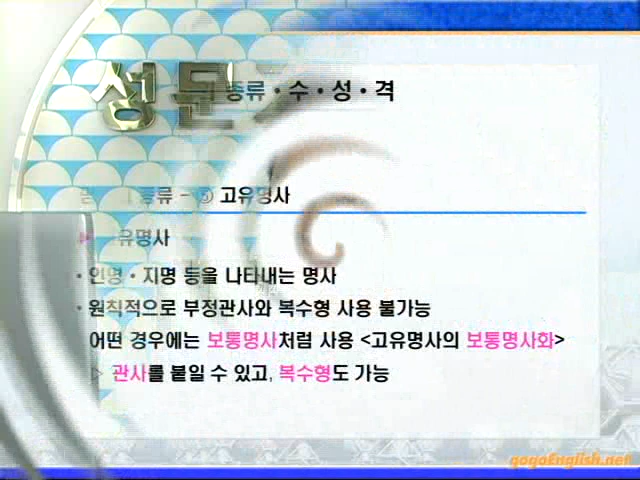 성문
종류 • 수 • 성 • 격
종류 - ⑤ 고유명사
유명사
• 인명 • 지명 등을 나타내는 명사
• 원칙적으로 부정관사와 복수형 사용 불가능
어떤 경우에는 보통명사처럼 사용 <고유명사의 보통명사화>
▷ 관사를 붙일 수 있고, 복수형도 가능
gogoEnglish.net